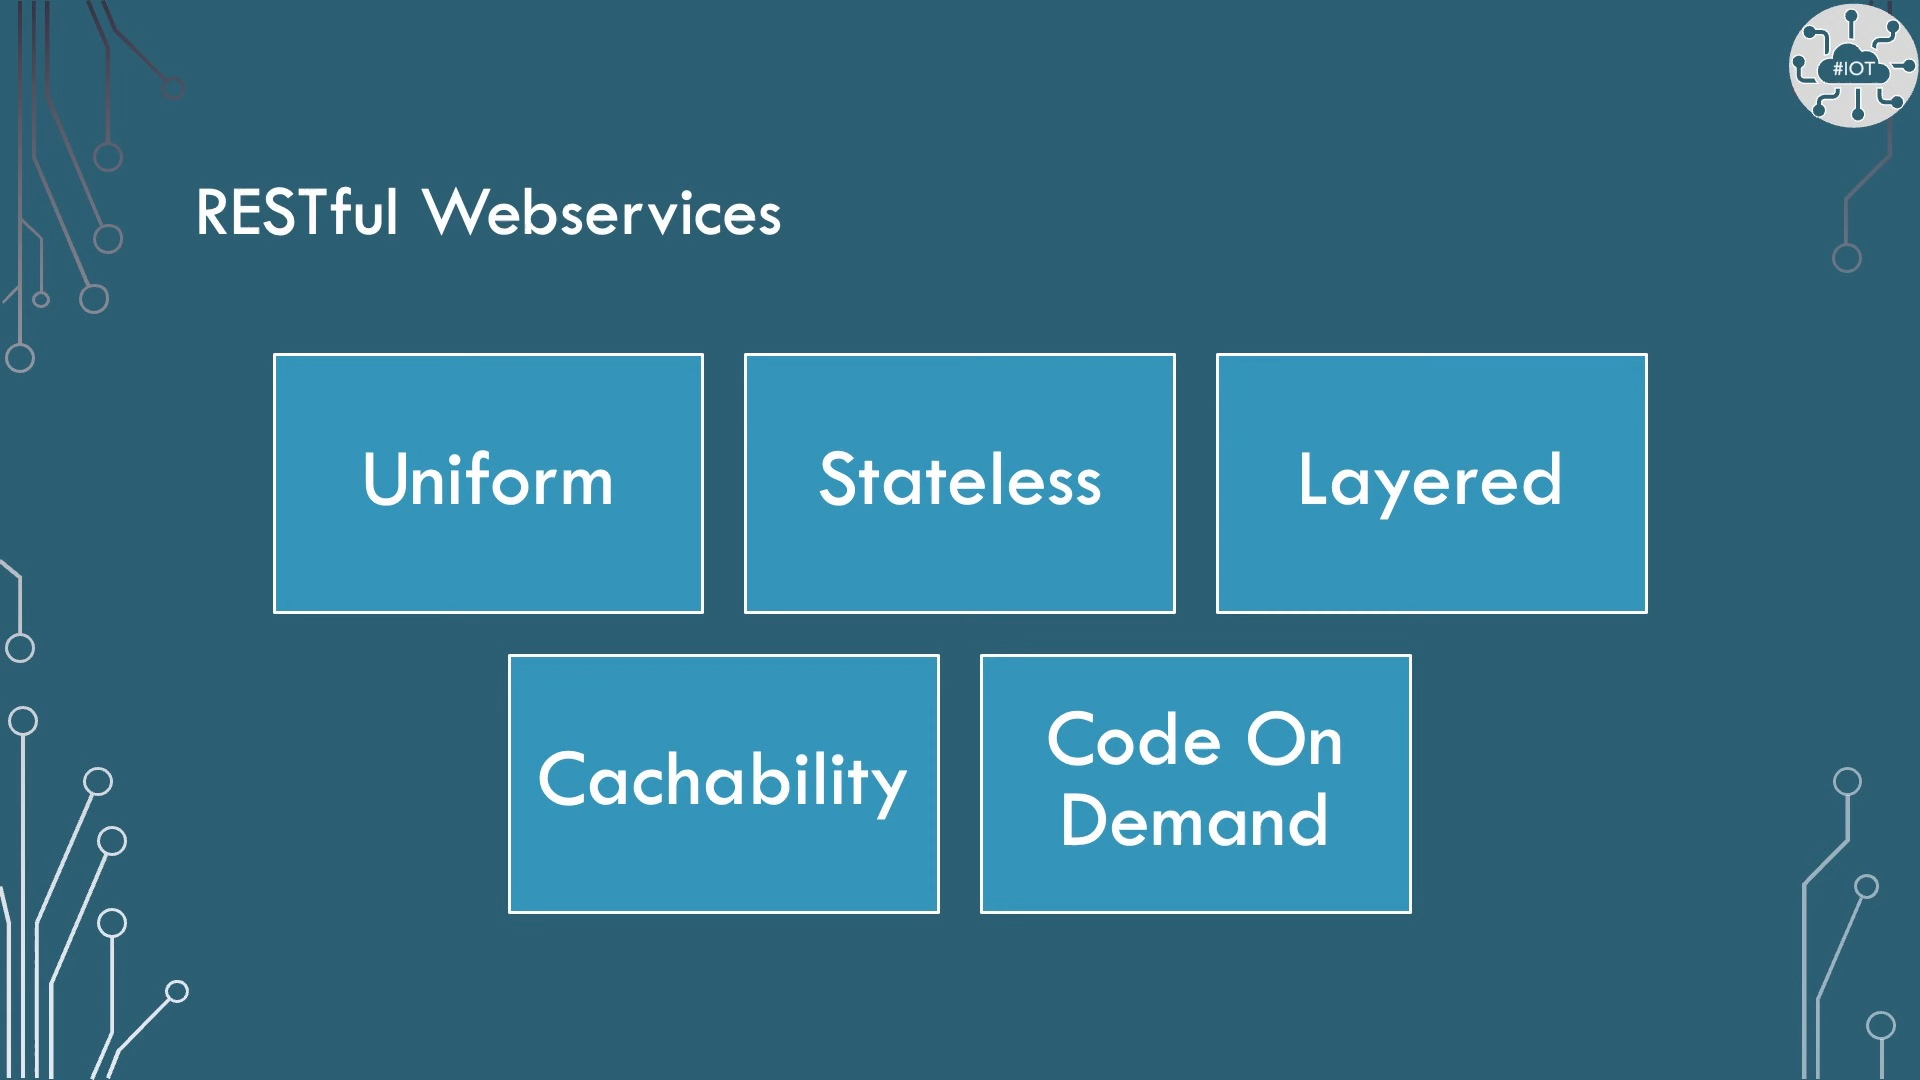 #IOT
RESTful Webservices
Uniform
Stateless
Layered
Cachability
Code On
Demand